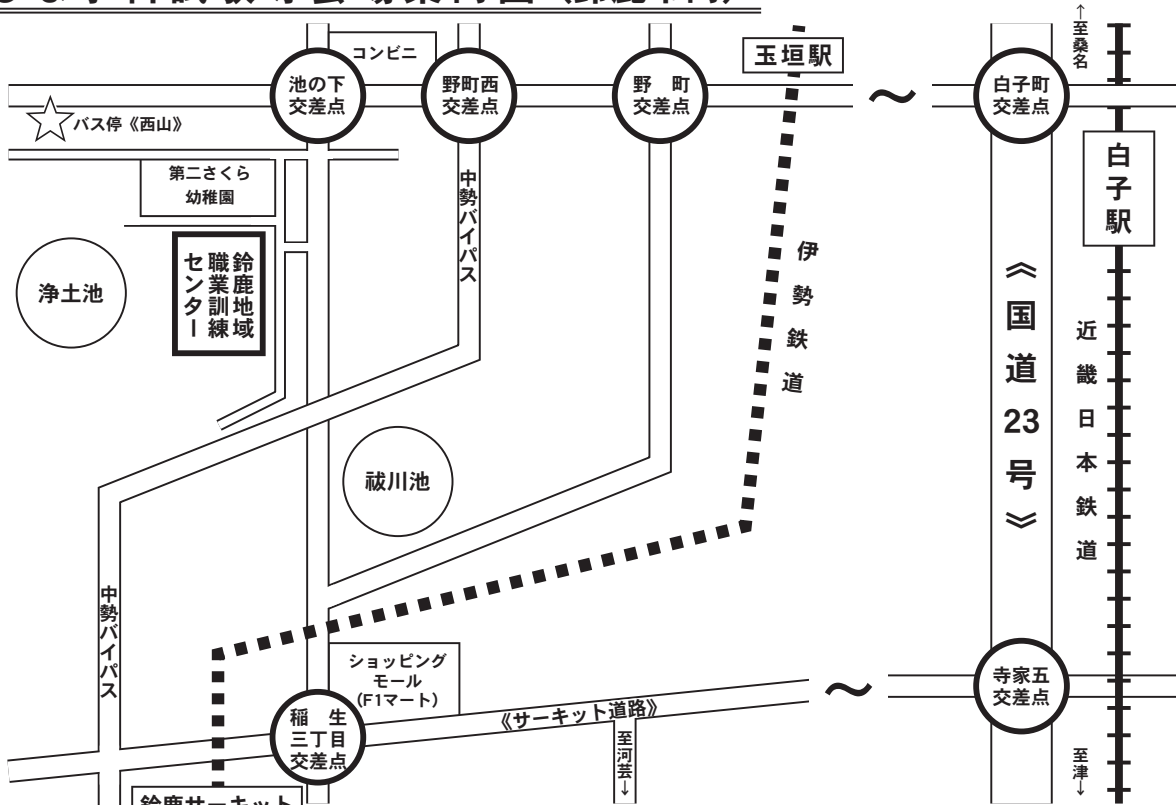 ↑至桑名
コンビニ
池の下
交差点
野町西
交差点
野 町
交差点
玉垣駅
白子町
交差点
バス停《西山》
第二さくら
幼稚園
中勢バイパス
白子駅
浄土池
鈴鹿地域
職業訓練
センター
伊勢鉄道
《国道23号》
近畿日本鉄道
祓川池
中勢バイパス
ショッピング
モール
(F1マート)
稲 生
三丁目
交差点
《サーキット道路》
至河芸→
寺家五
交差点
至津→
鈴鹿サーキット